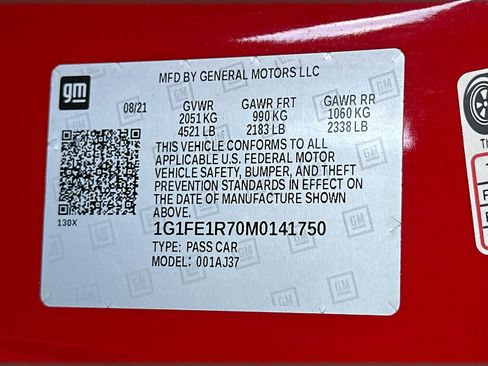 MFD BY GENERAL MOTORS LLC
gm
08/21 GVWR GAWR FRT GAWR RR
2051 KG 990 KG 1060 KG
4521 LB 2183 LB 2338 LB
THIS VEHICLE CONFORMS TO ALL
APPLICABLE U.S. FEDERAL MOTOR
VEHICLE SAFETY, BUMPER, AND THEFT
PREVENTION STANDARDS IN EFFECT ON
THE DATE OF MANUFACTURE SHOWN
ABOVE.
130X
1G1FE1R70M0141750
TYPE: PASS CAR
MODEL: 001AJ37